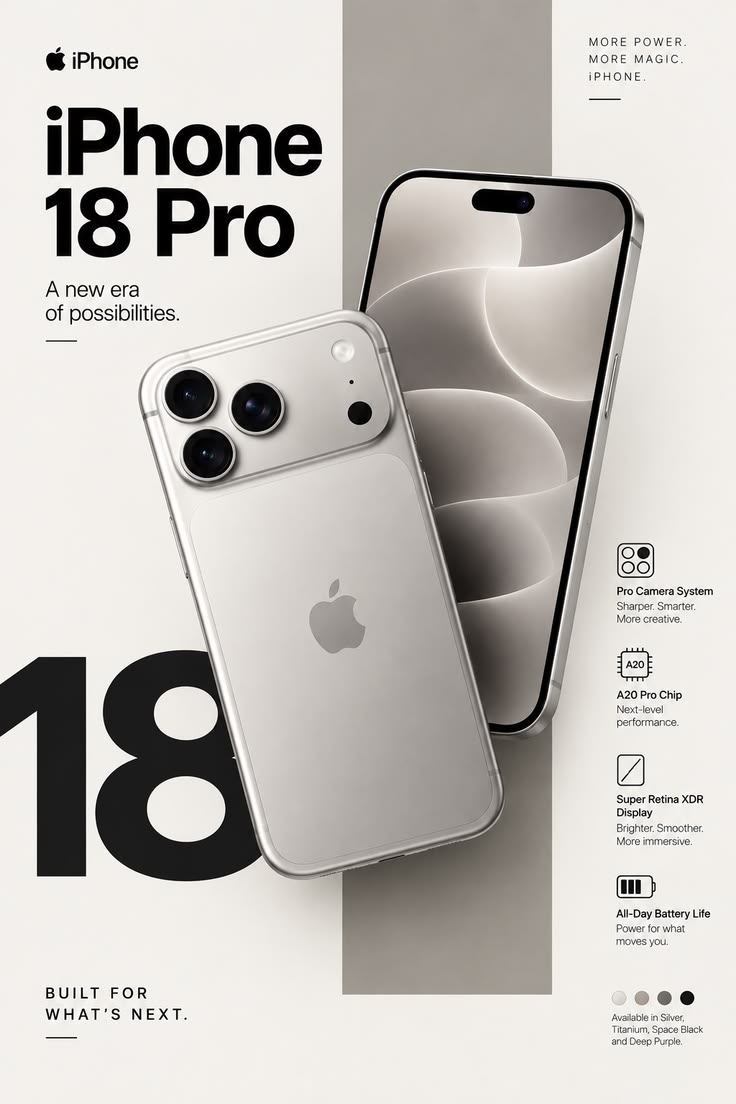 iPhone
MORE POWER.
MORE MAGIC.
iPHONE.
iPhone
18 Pro
A new era
of possibilities.
18
Pro Camera System
Sharper. Smarter.
More creative.
A20
A20 Pro Chip
Next-level
performance.
Super Retina XDR
Display
Brighter. Smoother.
More immersive.
All-Day Battery Life
Power for what
moves you.
BUILT FOR
WHAT'S NEXT.
Available in Silver,
Titanium, Space Black
and Deep Purple.